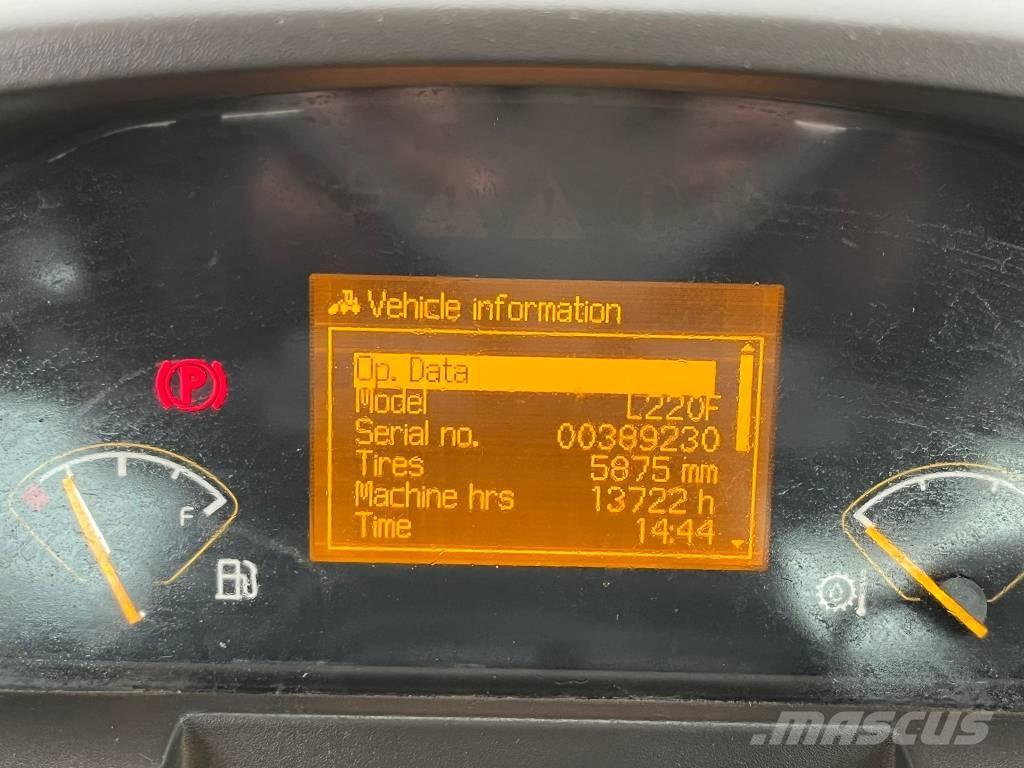 Vehicle information
Op. Data
Model L220F
Serial no. 00389230
Tires 5875 mm
Machine hrs 13722 h
Time 14:44
P
F
MASCUS